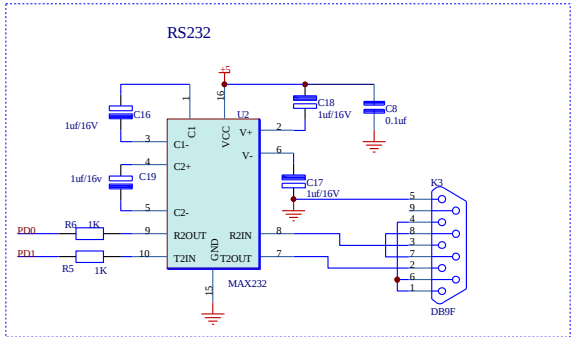 RS232
+5
C16
1uf/16V
1
16
U2
C18
1uf/16V
C8
0.1uf
C1
VCC
V+
2
3
C1-
V-
6
4
C2+
1uf/16v
C19
C17
1uf/16V
K3
5
C2-
5
9
4
PD0
R6
1K
9
R2OUT
R2IN
8
8
3
PD1
R5
1K
10
T2IN
GND
T2OUT
7
7
2
6
1
15
MAX232
DB9F